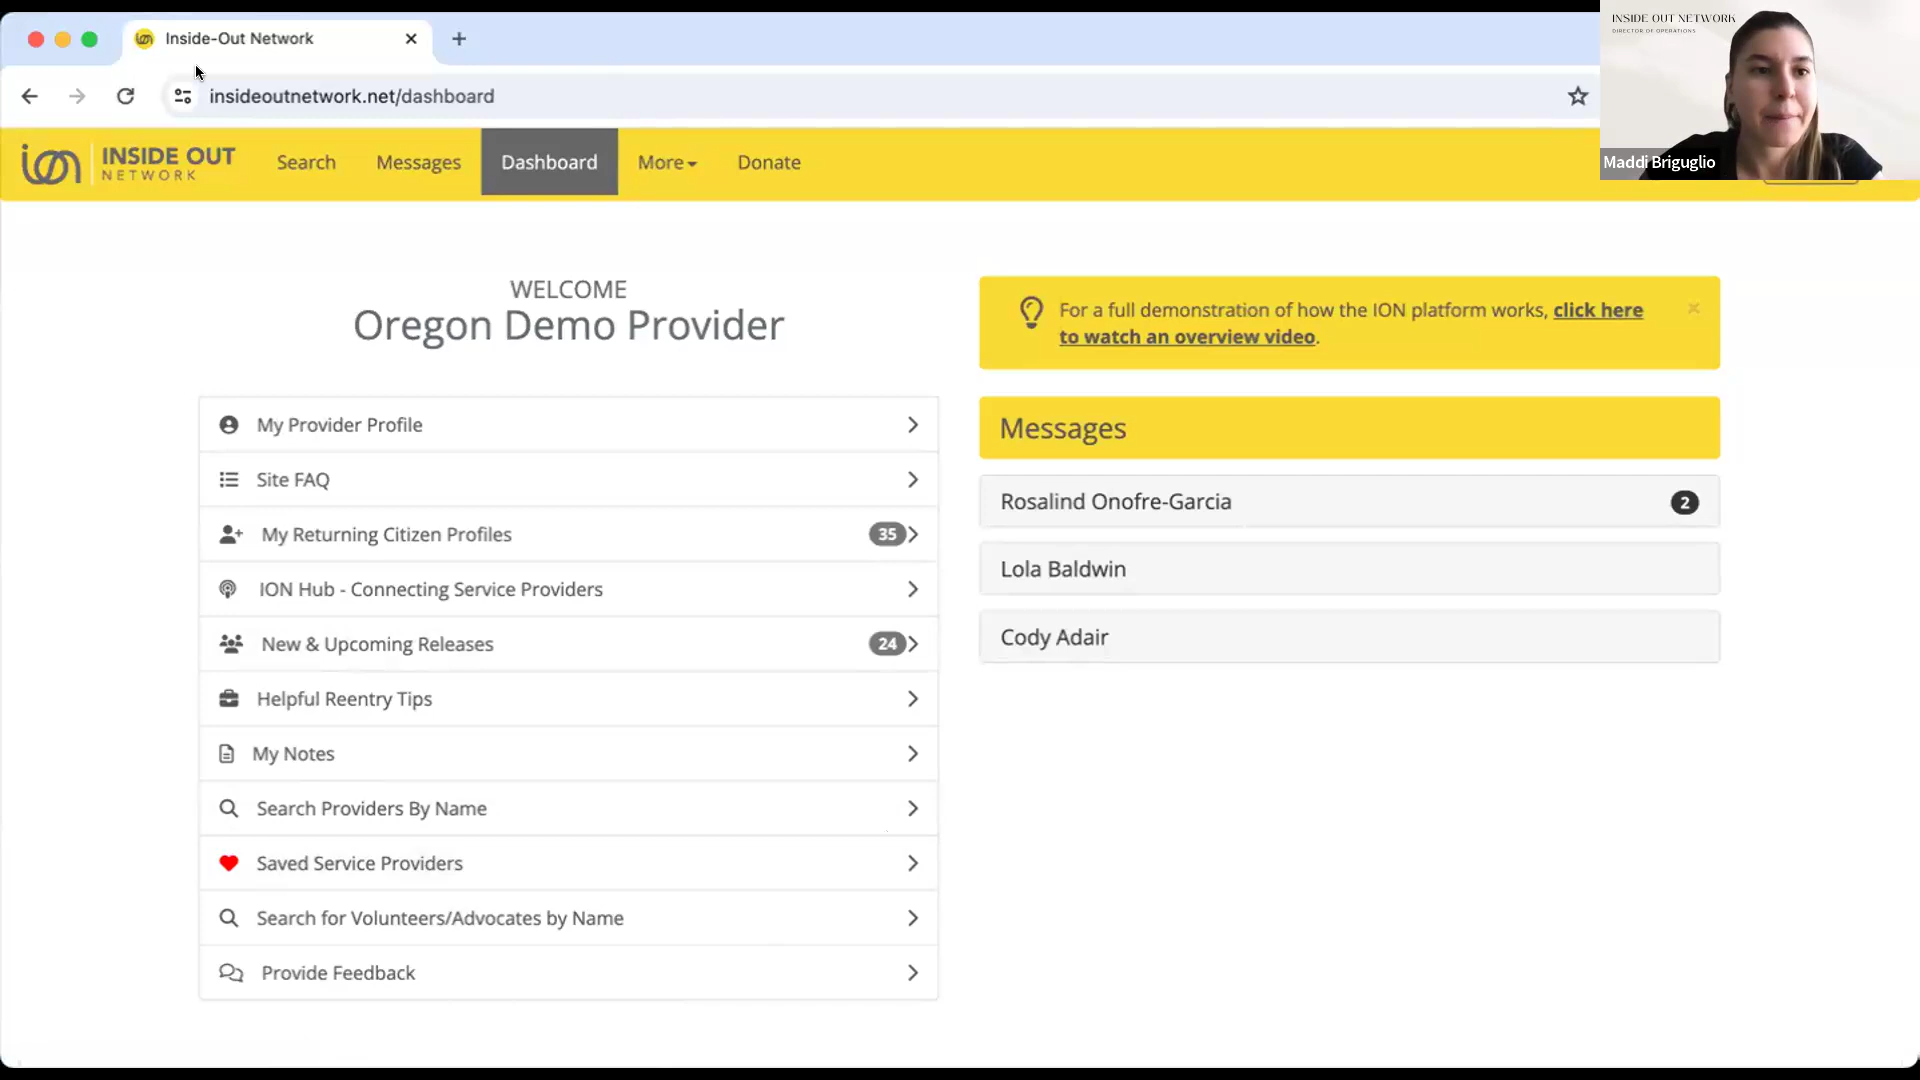 Inside-Out Network
insideoutnetwork.net/dashboard
INSIDE OUT NETWORK
DIRECTOR OF OPERATIONS
Maddi Briguglio
ion
INSIDE OUT
NETWORK
Search
Messages
Dashboard
More
Donate
WELCOME
Oregon Demo Provider
My Provider Profile
Site FAQ
My Returning Citizen Profiles 35
ION Hub - Connecting Service Providers
New & Upcoming Releases 24
Helpful Reentry Tips
My Notes
Search Providers By Name
Saved Service Providers
Search for Volunteers/Advocates by Name
Provide Feedback
For a full demonstration of how the ION platform works, click here
to watch an overview video.
Messages
Rosalind Onofre-Garcia 2
Lola Baldwin
Cody Adair